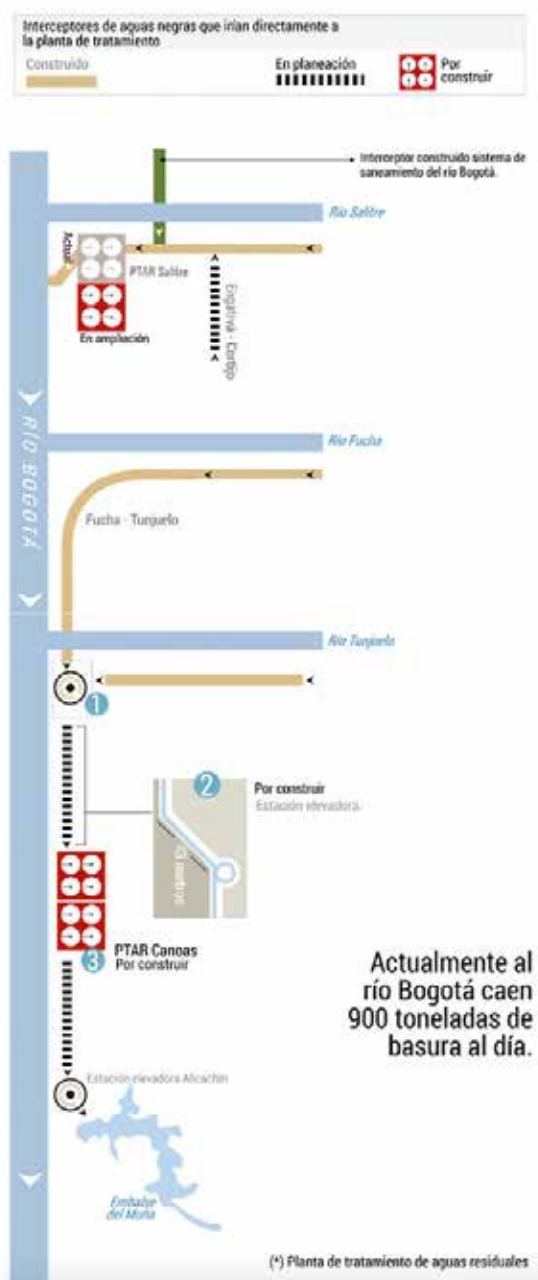 Interceptores de aguas negras que irían directamente a
la planta de tratamiento
Construido
En planeación
Por
construir
Interceptor construido sistema de
saneamiento del río Bogotá.
Río Salitre
Actual
PTAR Salitre
En ampliación
Engativá - Cortijo
RÍO BOGOTÁ
Río Fucha
Fucha - Tunjuelo
Río Tunjuelo
1
2
Por construir
Estación elevadora.
metros
3
PTAR Canoas
Por construir
Actualmente al
río Bogotá caen
900 toneladas de
basura al día.
Estación elevadora Alicachín
Embalse
del Muña
(*) Planta de tratamiento de aguas residuales